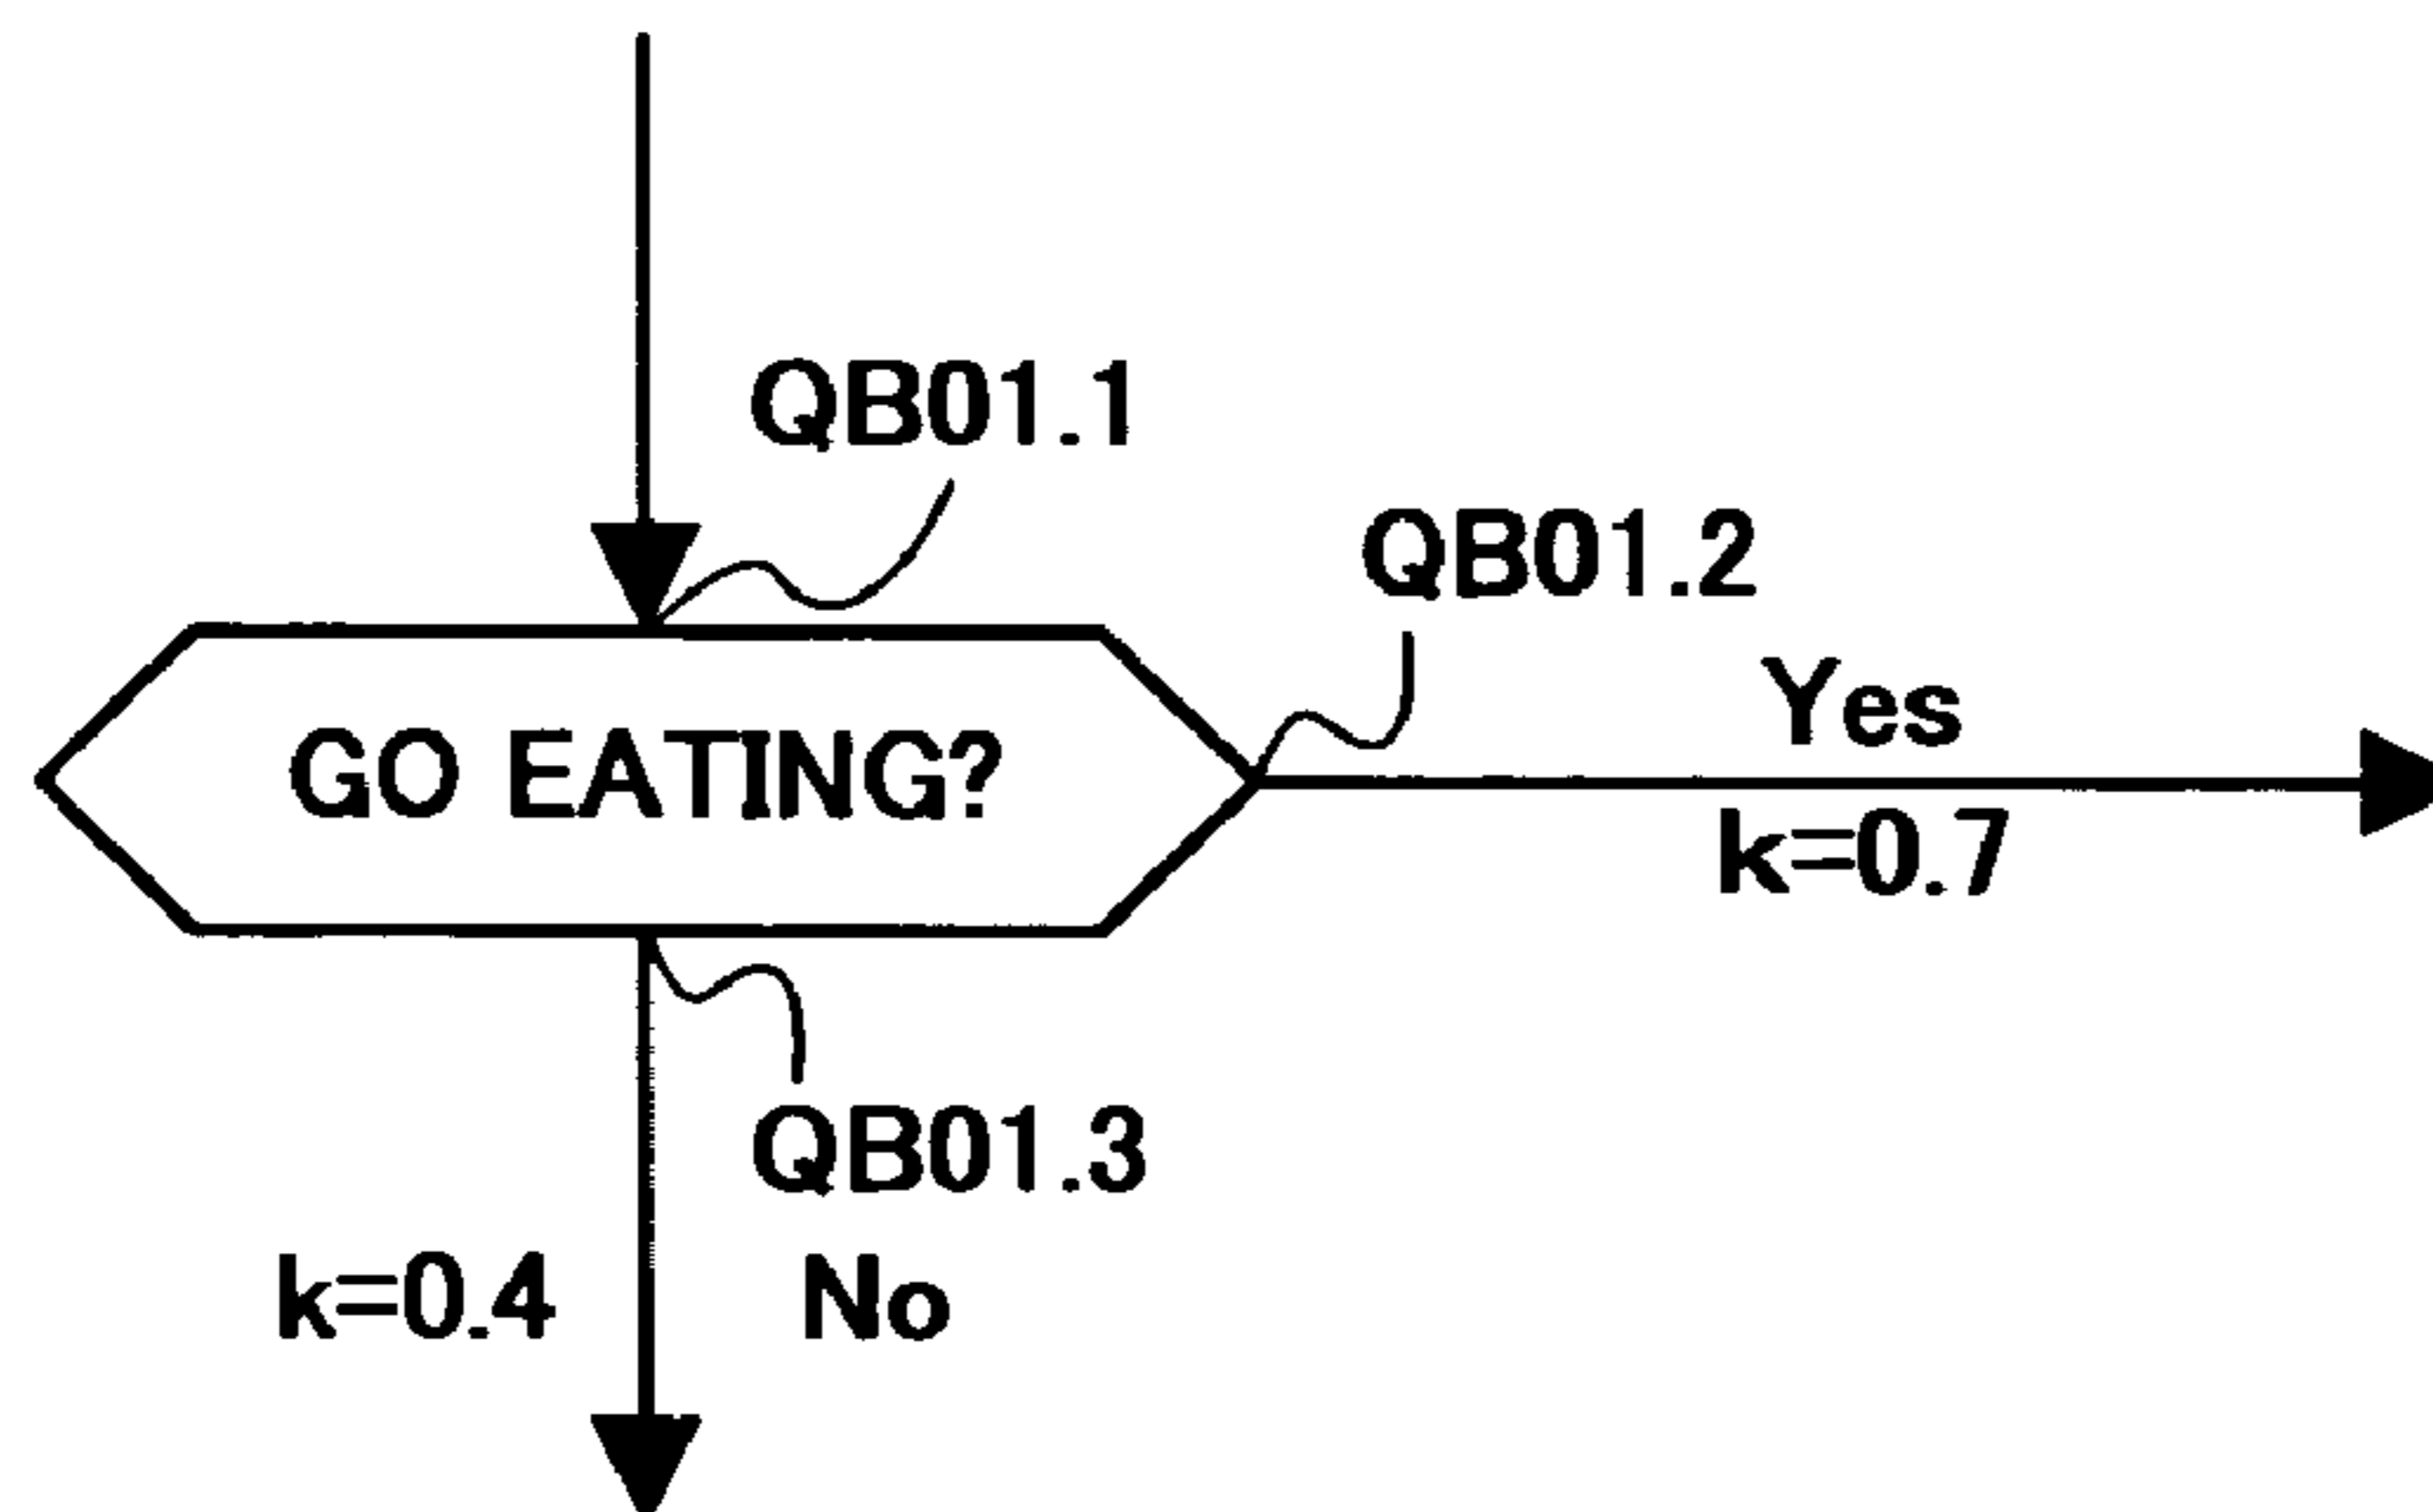 QB01.1
QB01.2
Yes
GO EATING?
k=0.7
QB01.3
k=0.4 No